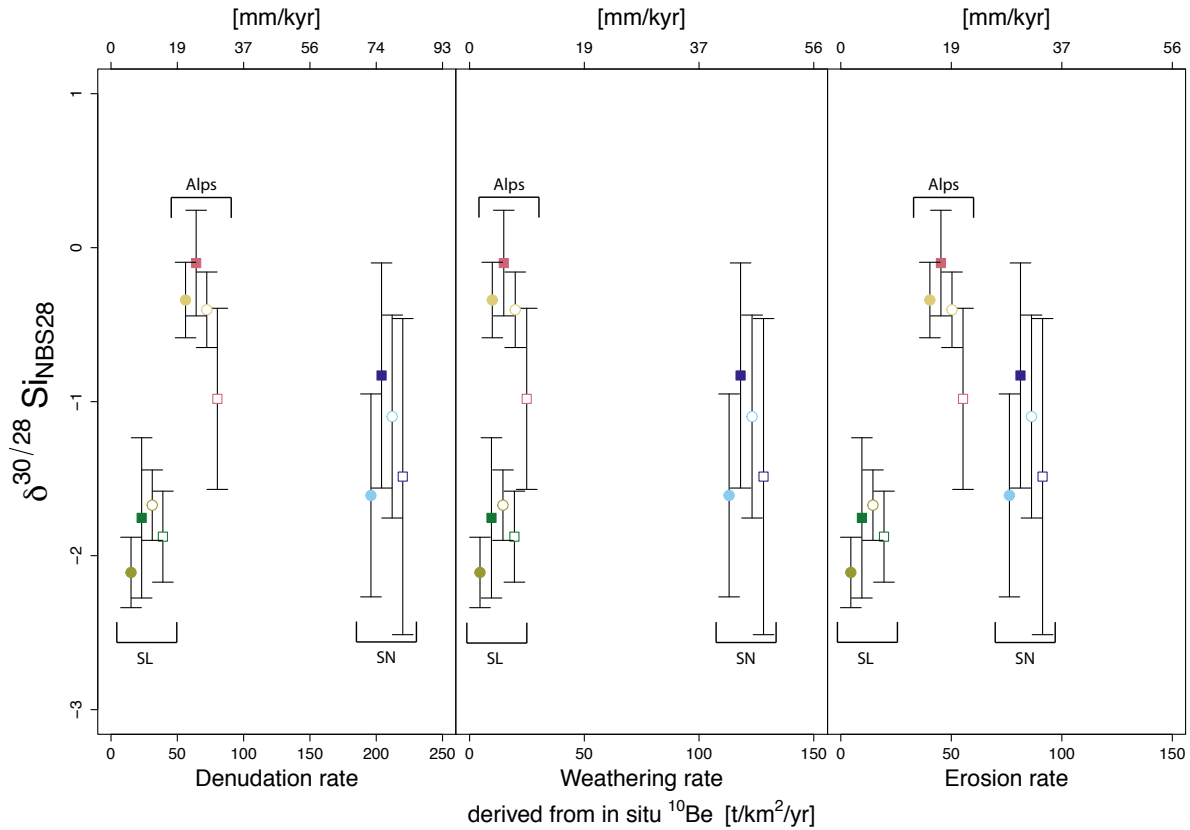 [mm/kyr] [mm/kyr] [mm/kyr]
0 19 37 56 74 93 0 19 37 56 0 19 37 56
1
0
-1
-2
-3
δ30/28 SiNBS28
Alps Alps Alps
SL SN SL SN SL SN
0 50 100 150 200 250 0 50 100 150 0 50 100 150
Denudation rate Weathering rate Erosion rate
derived from in situ 10Be [t/km2/yr]